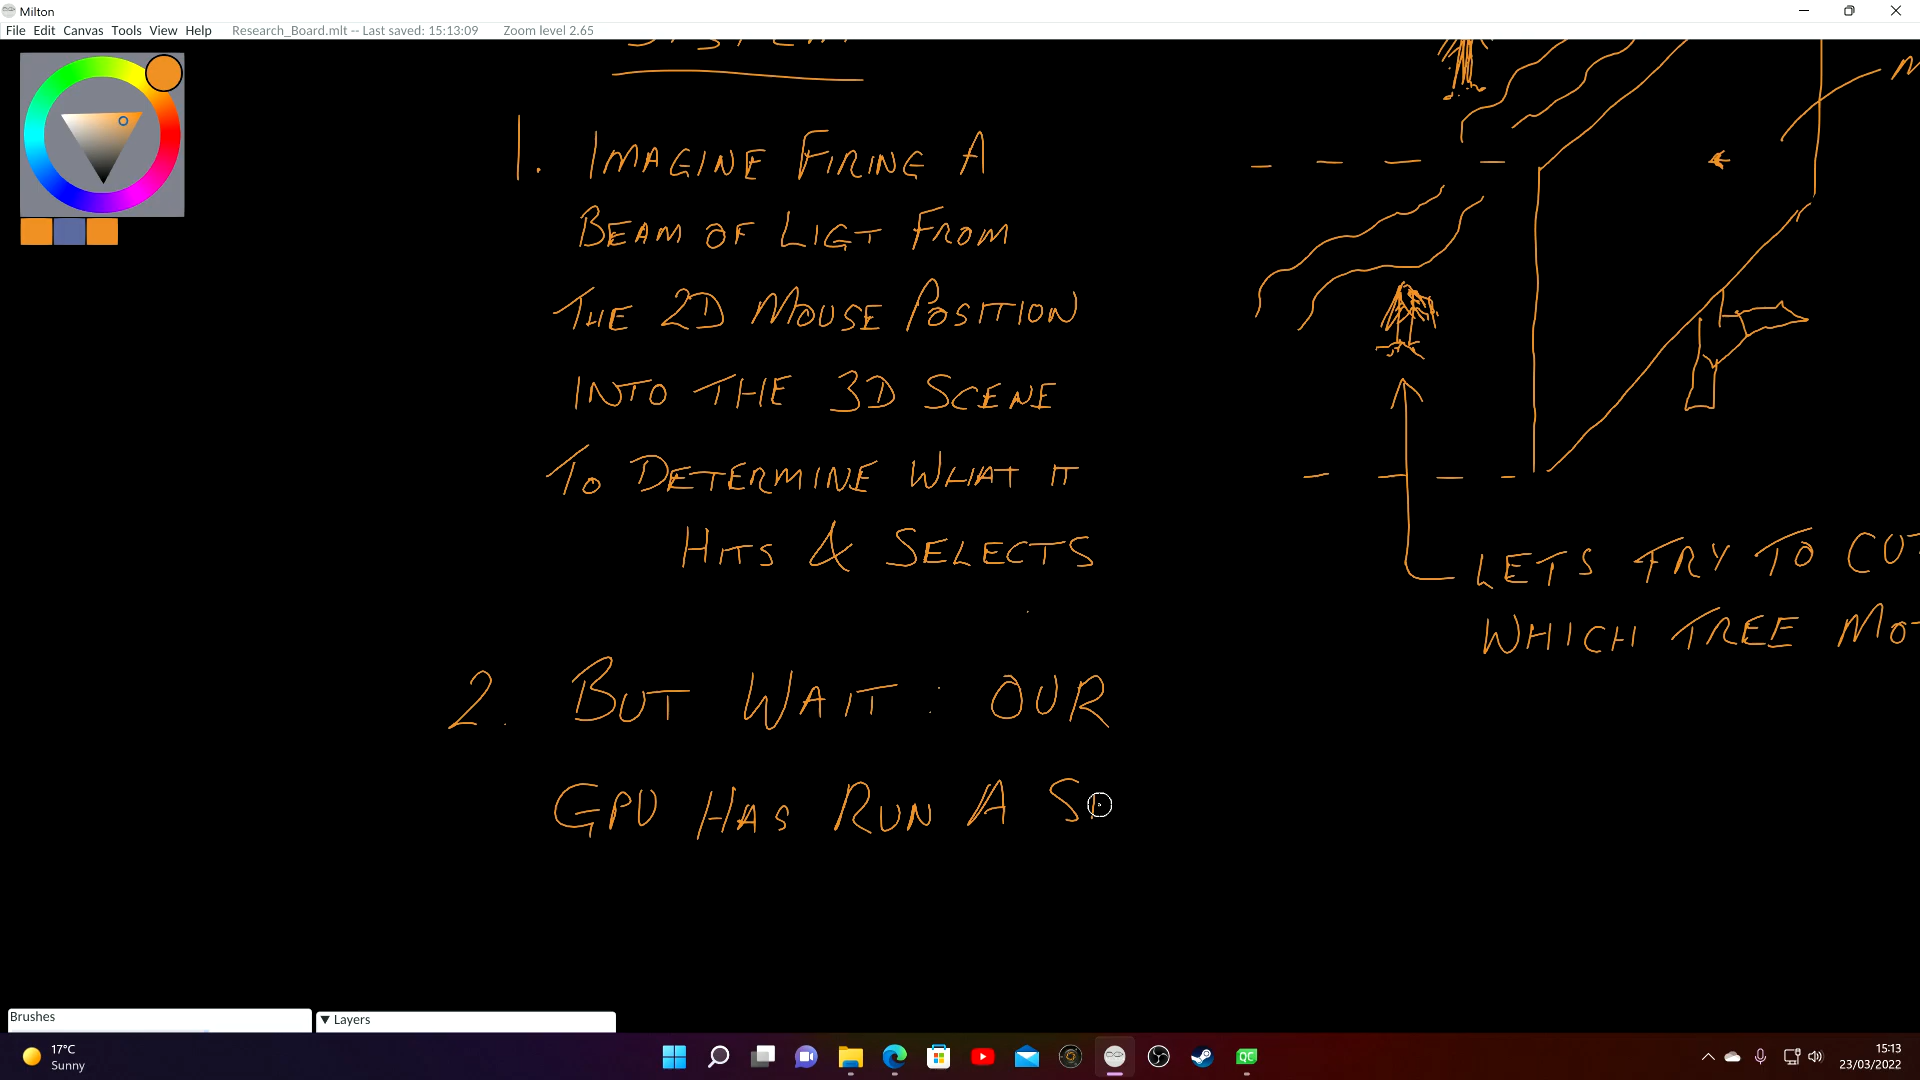 Milton
File Edit Canvas Tools View Help Research_Board.mlt -- Last saved: 15:13:09 Zoom level 2.65
SYSTEM
1. IMAGINE FIRING A
BEAM OF LIGT FROM
THE 2D MOUSE POSITION
INTO THE 3D SCENE
TO DETERMINE WHAT IT
HITS & SELECTS
2. BUT WAIT: OUR
GPU HAS RUN A
LETS TRY TO CUT
WHICH TREE
Brushes
Layers
17°C
Sunny
QC
15:13
23/03/2022